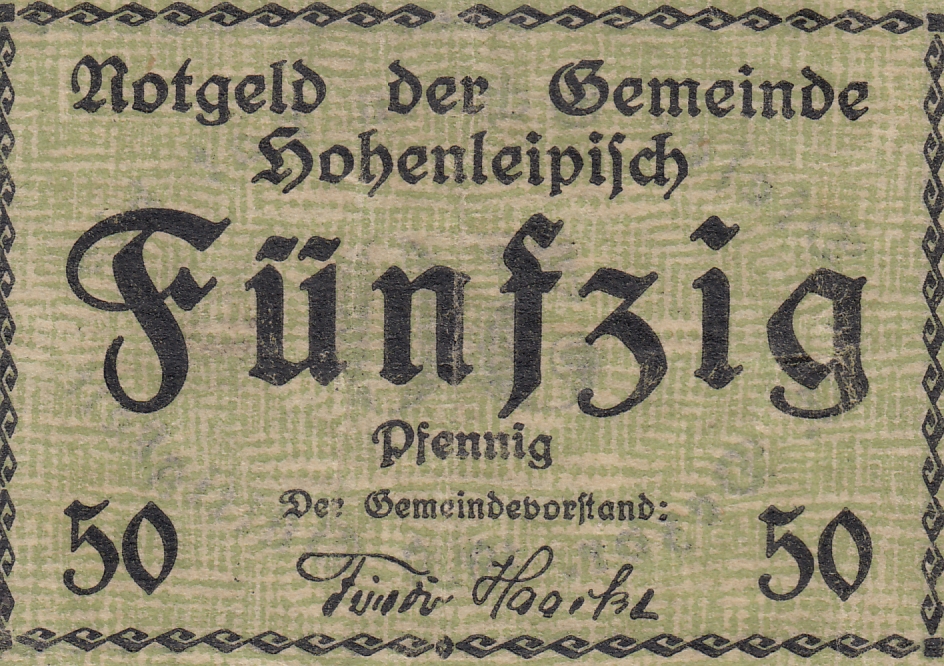 Notgeld der Gemeinde
Hohenleipisch
Fünfzig
Pfennig
Der Gemeindevorstand:
50 50